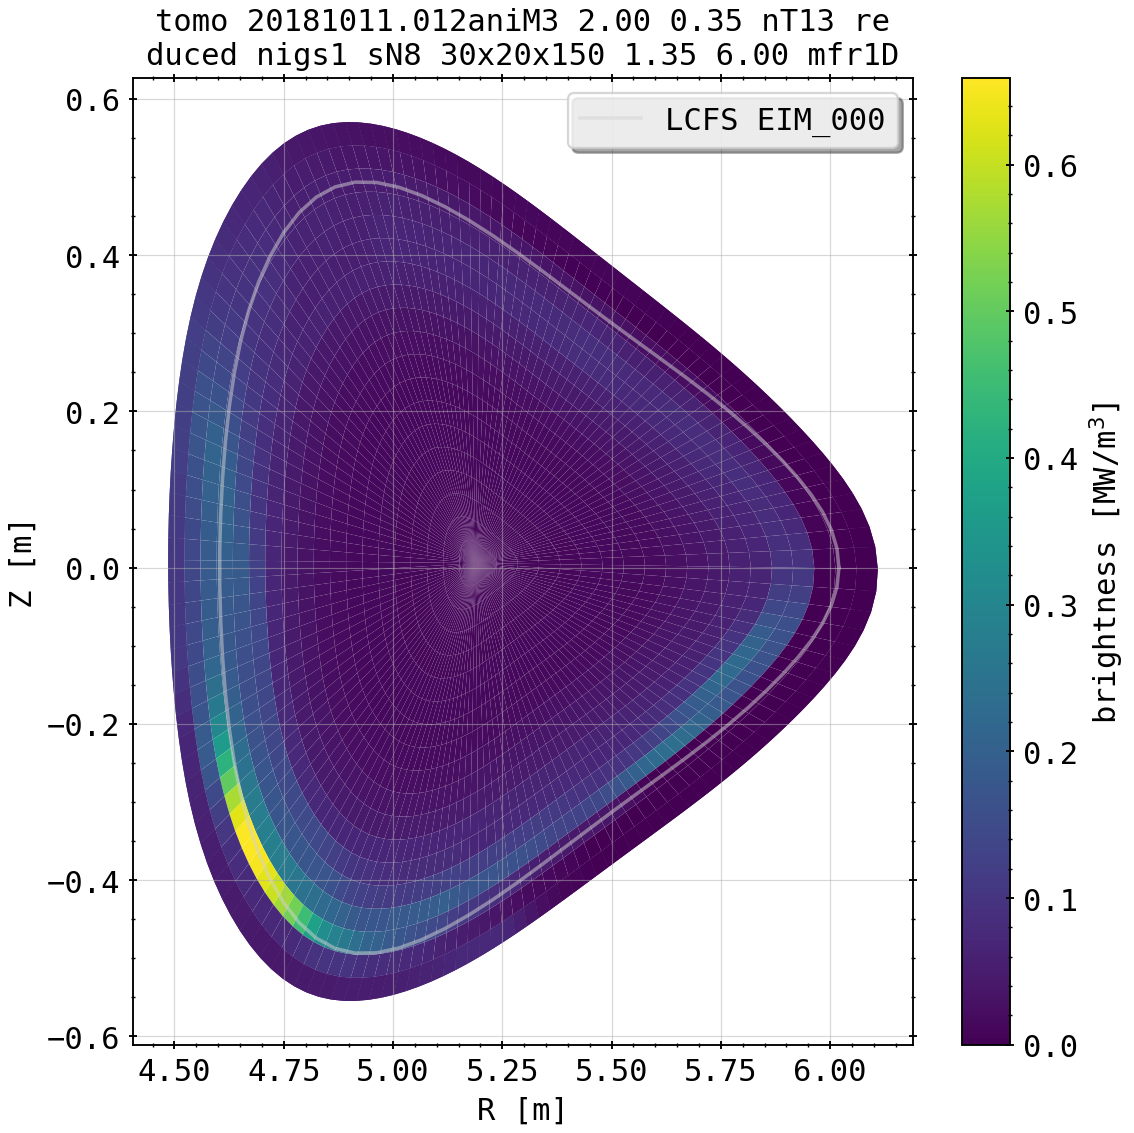 tomo 20181011.012aniM3 2.00 0.35 nT13 re
duced nigs1 sN8 30x20x150 1.35 6.00 mfr1D
LCFS EIM_000
0.6
0.4
0.2
0.0
−0.2
−0.4
−0.6
Z [m]
4.50 4.75 5.00 5.25 5.50 5.75 6.00
R [m]
0.6
0.5
0.4
0.3
0.2
0.1
0.0
brightness [MW/m³]